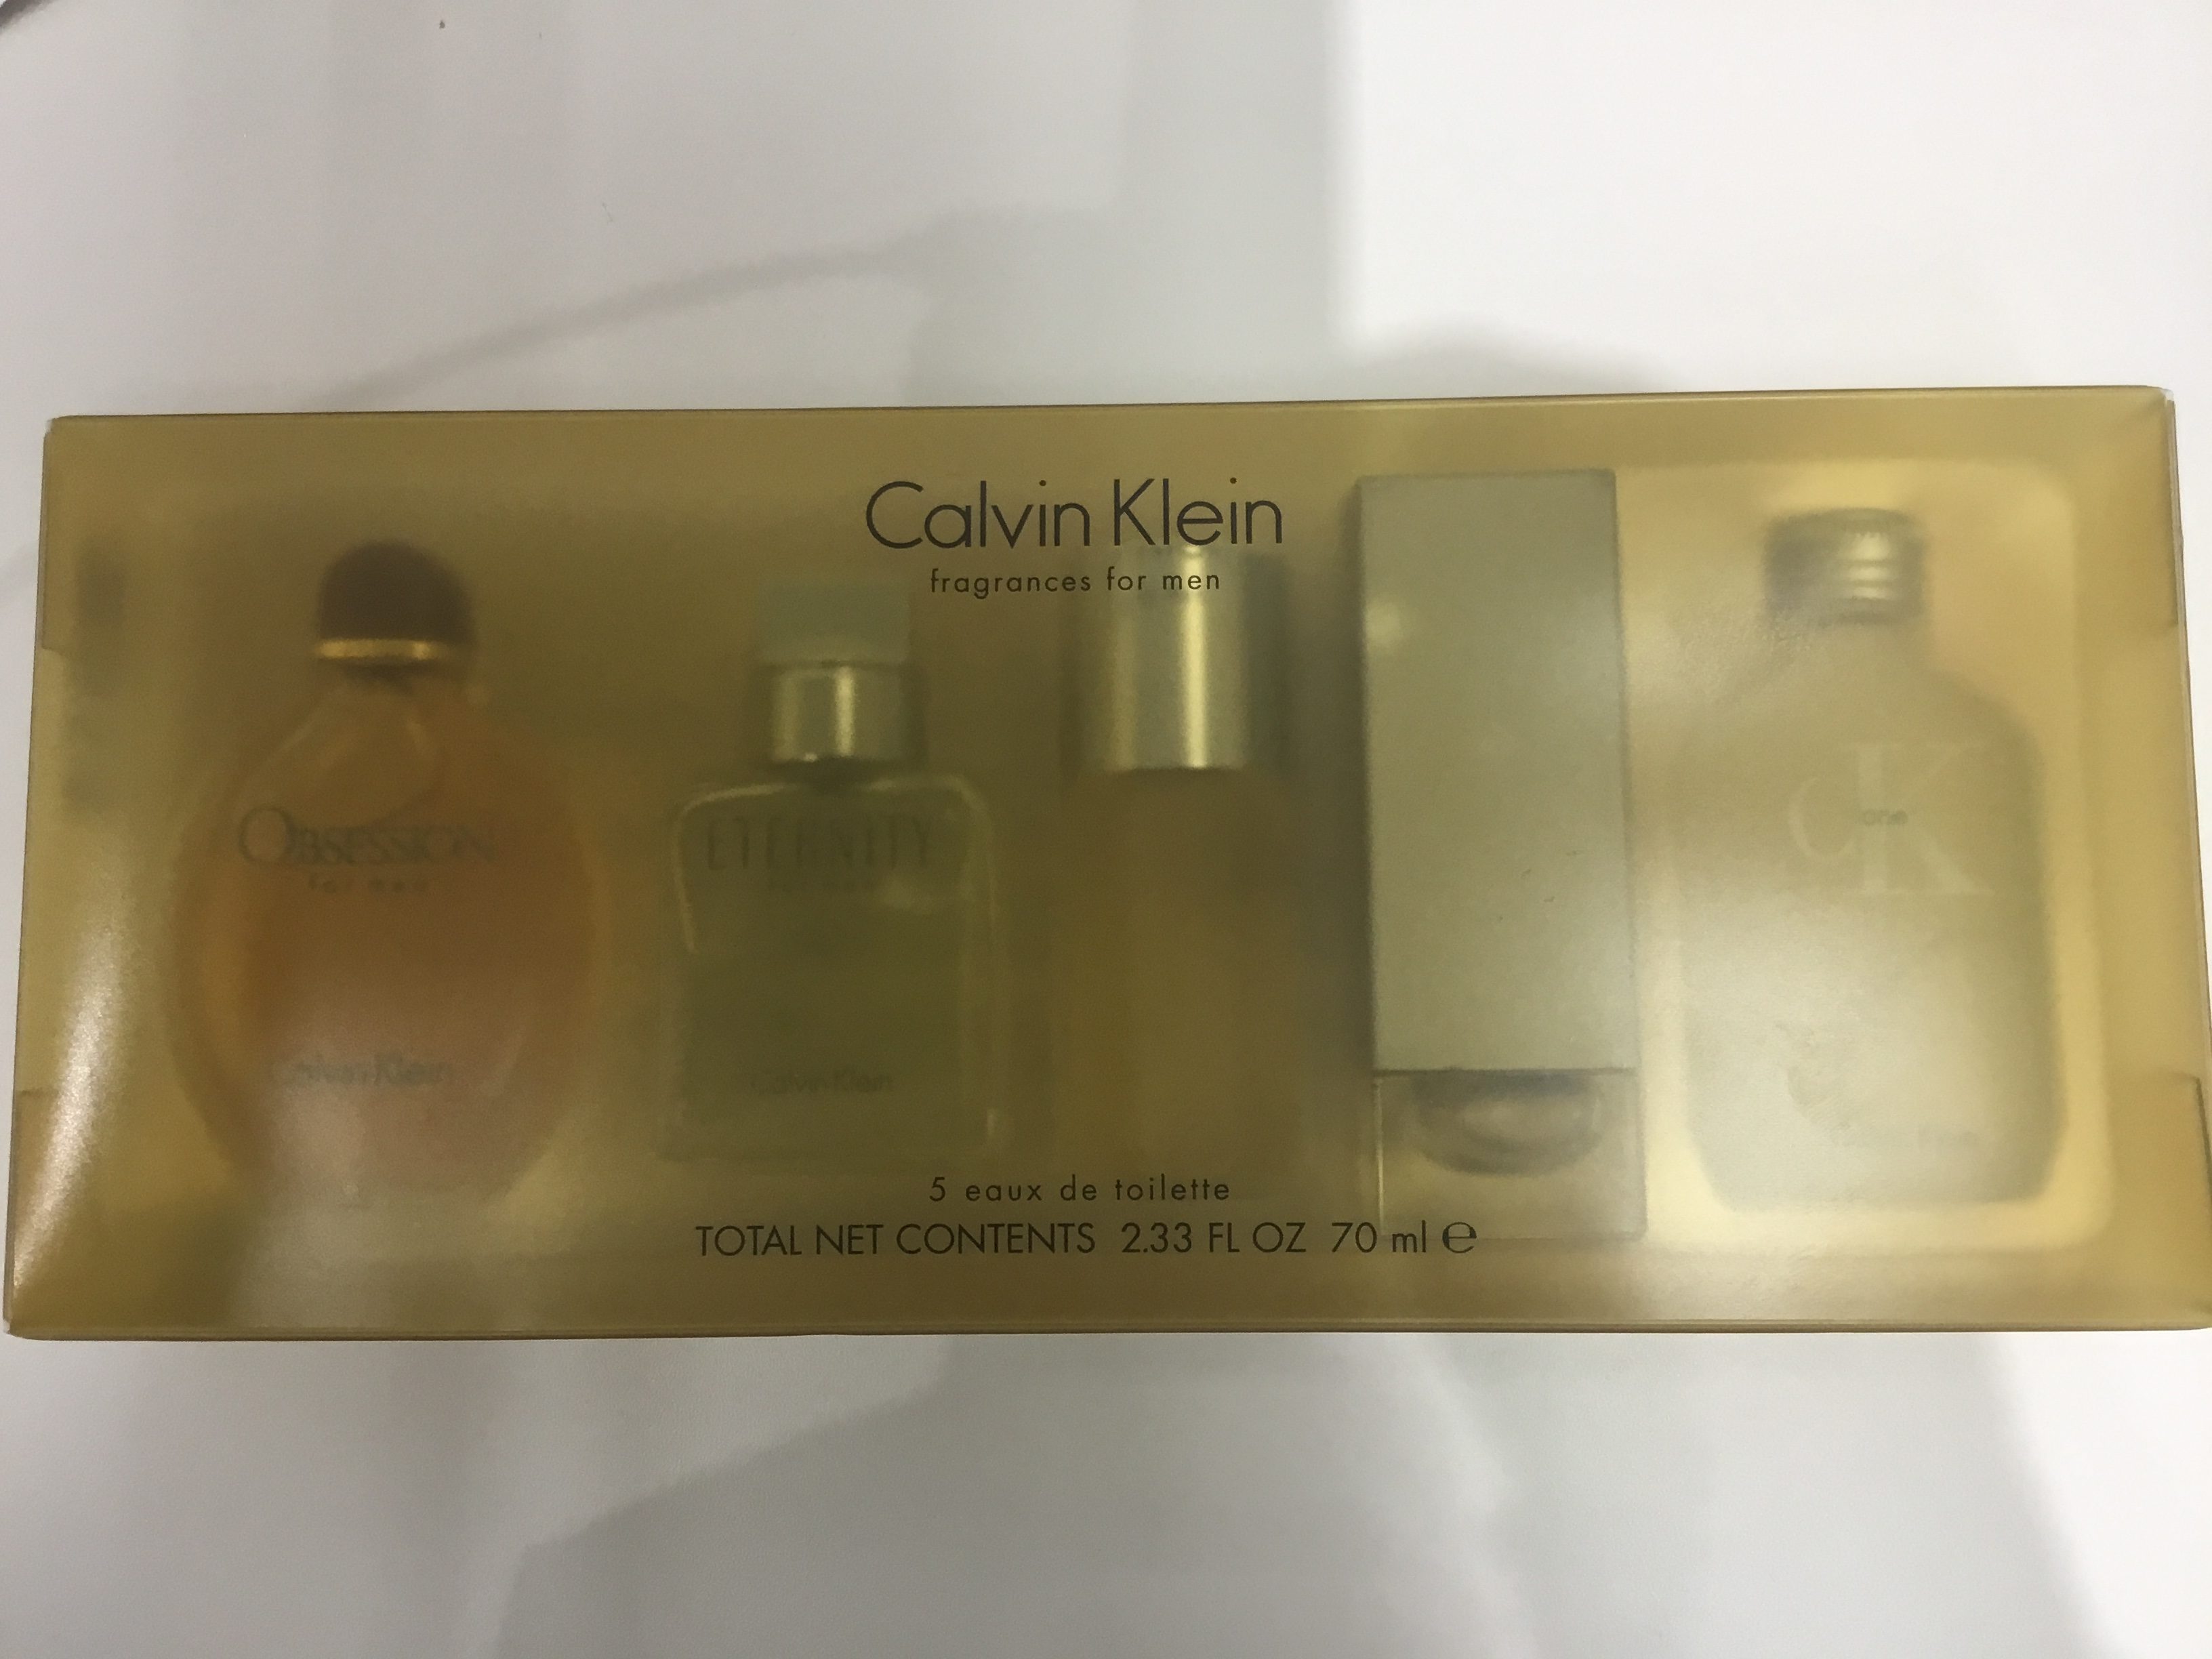 Calvin Klein
fragrances for men
OBSESSION
for men
Calvin Klein
ETERNITY
Calvin Klein
cK
one
5 eaux de toilette
TOTAL NET CONTENTS 2.33 FL OZ 70 ml ℮